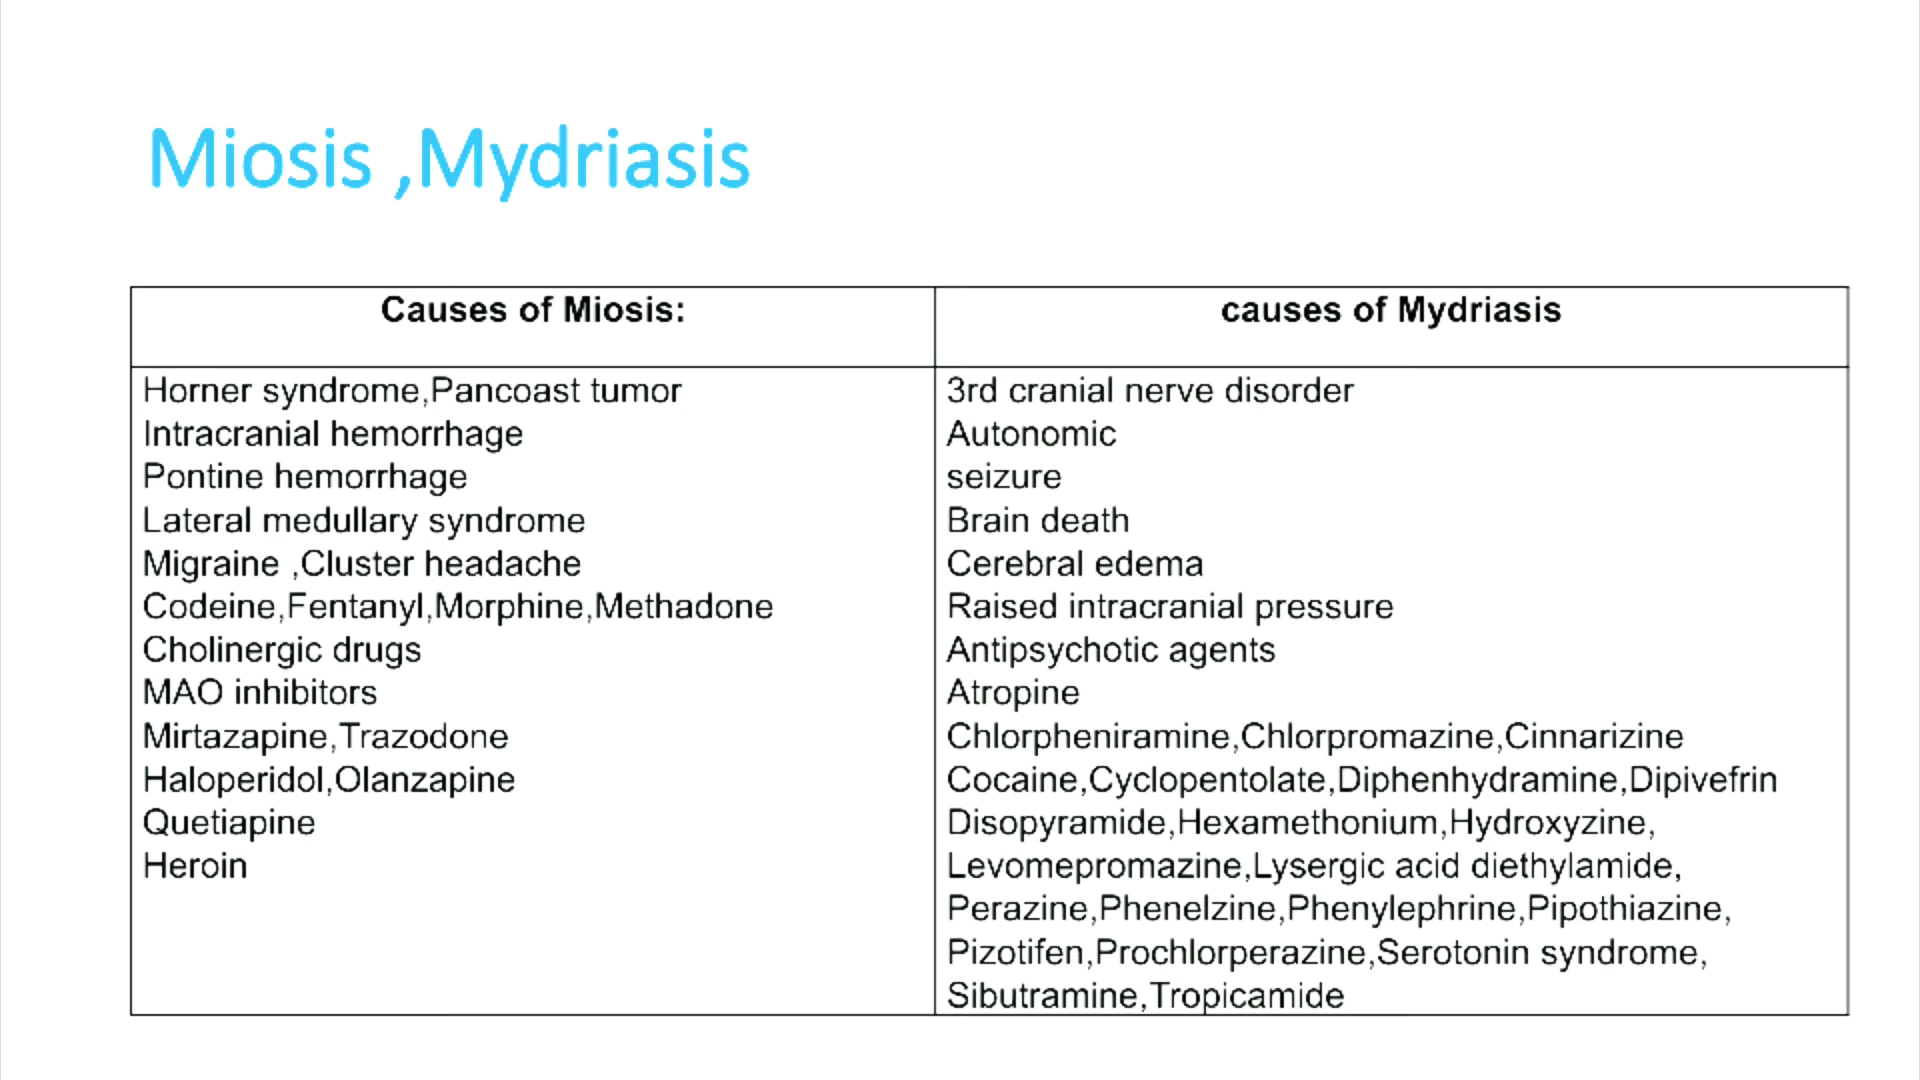 Miosis ,Mydriasis
Causes of Miosis:
Horner syndrome,Pancoast tumor
Intracranial hemorrhage
Pontine hemorrhage
Lateral medullary syndrome
Migraine ,Cluster headache
Codeine,Fentanyl,Morphine,Methadone
Cholinergic drugs
MAO inhibitors
Mirtazapine,Trazodone
Haloperidol,Olanzapine
Quetiapine
Heroin
causes of Mydriasis
3rd cranial nerve disorder
Autonomic
seizure
Brain death
Cerebral edema
Raised intracranial pressure
Antipsychotic agents
Atropine
Chlorpheniramine,Chlorpromazine,Cinnarizine
Cocaine,Cyclopentolate,Diphenhydramine,Dipivefrin
Disopyramide,Hexamethonium,Hydroxyzine,
Levomepromazine,Lysergic acid diethylamide,
Perazine,Phenelzine,Phenylephrine,Pipothiazine,
Pizotifen,Prochlorperazine,Serotonin syndrome,
Sibutramine,Tropicamide